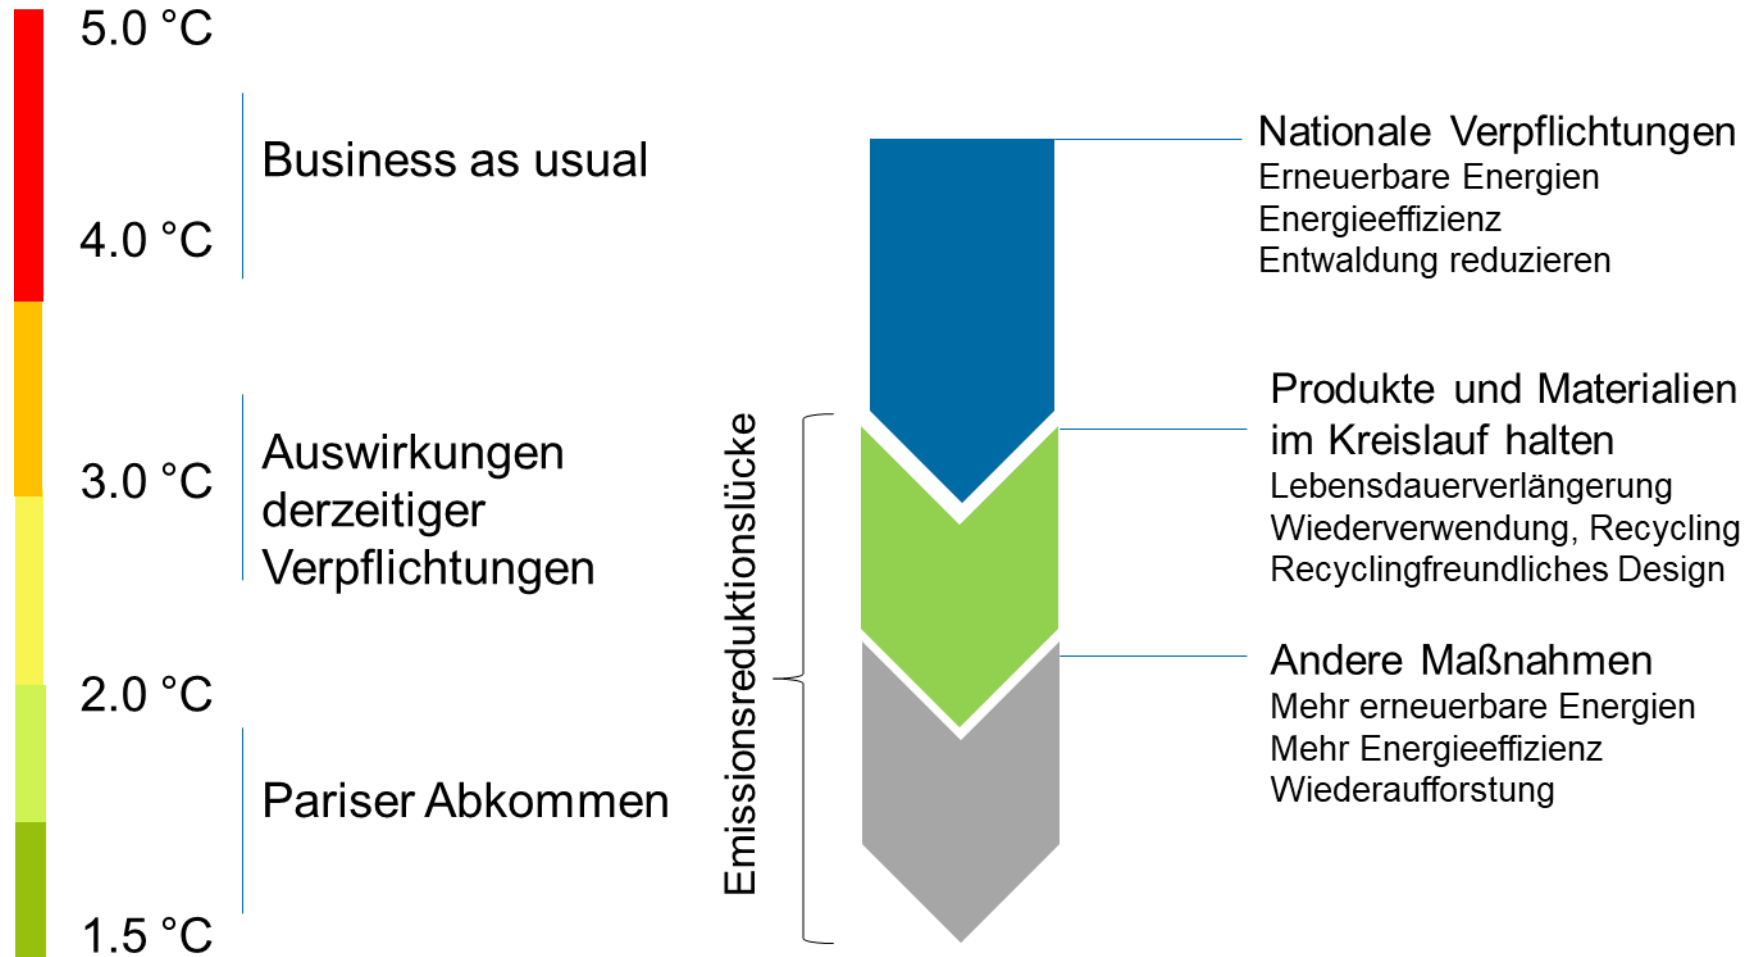 5.0 °C
4.0 °C
3.0 °C
2.0 °C
1.5 °C
Business as usual
Auswirkungen
derzeitiger
Verpflichtungen
Pariser Abkommen
Emissionsreduktionslücke
Nationale Verpflichtungen
Erneuerbare Energien
Energieeffizienz
Entwaldung reduzieren
Produkte und Materialien
im Kreislauf halten
Lebensdauerverlängerung
Wiederverwendung, Recycling
Recyclingfreundliches Design
Andere Maßnahmen
Mehr erneuerbare Energien
Mehr Energieeffizienz
Wiederaufforstung